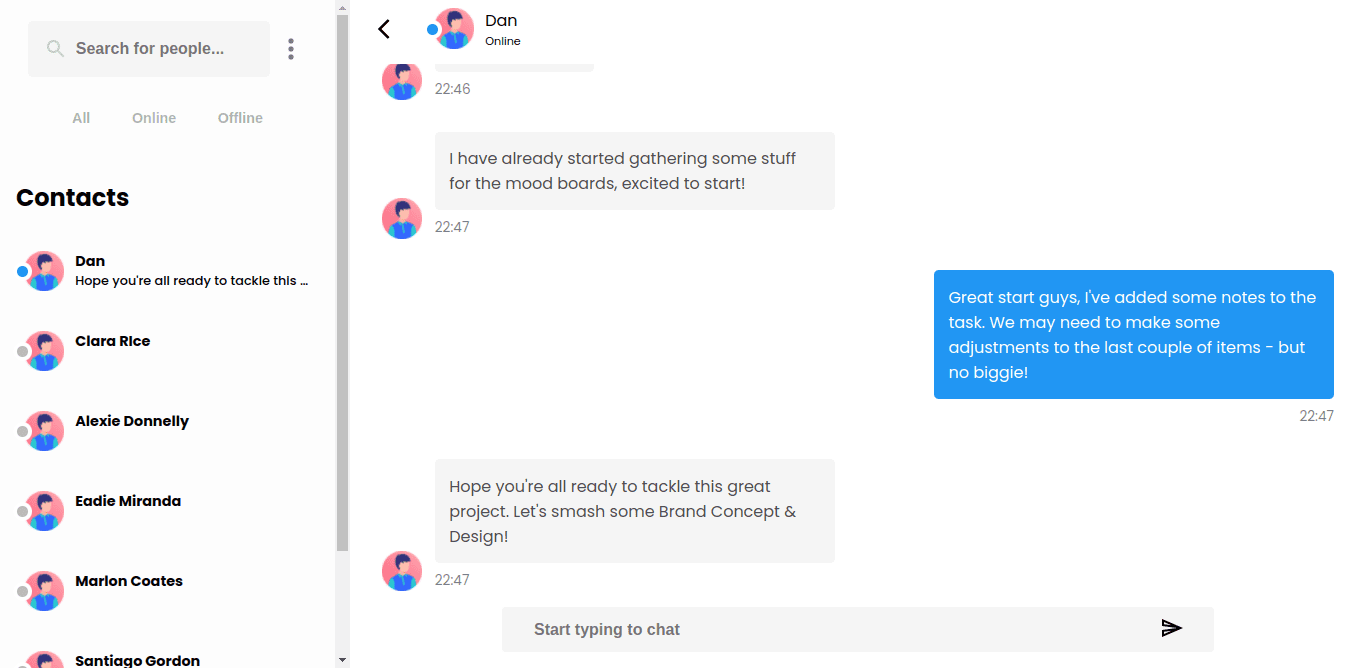 Search for people...
All Online Offline
Contacts
Dan
Hope you're all ready to tackle this ...
Clara RIce
Alexie Donnelly
Eadie Miranda
Marlon Coates
Santiago Gordon
Dan
Online
22:46
I have already started gathering some stuff
for the mood boards, excited to start!
22:47
Great start guys, I've added some notes to the
task. We may need to make some
adjustments to the last couple of items - but
no biggie!
22:47
Hope you're all ready to tackle this great
project. Let's smash some Brand Concept &
Design!
22:47
Start typing to chat